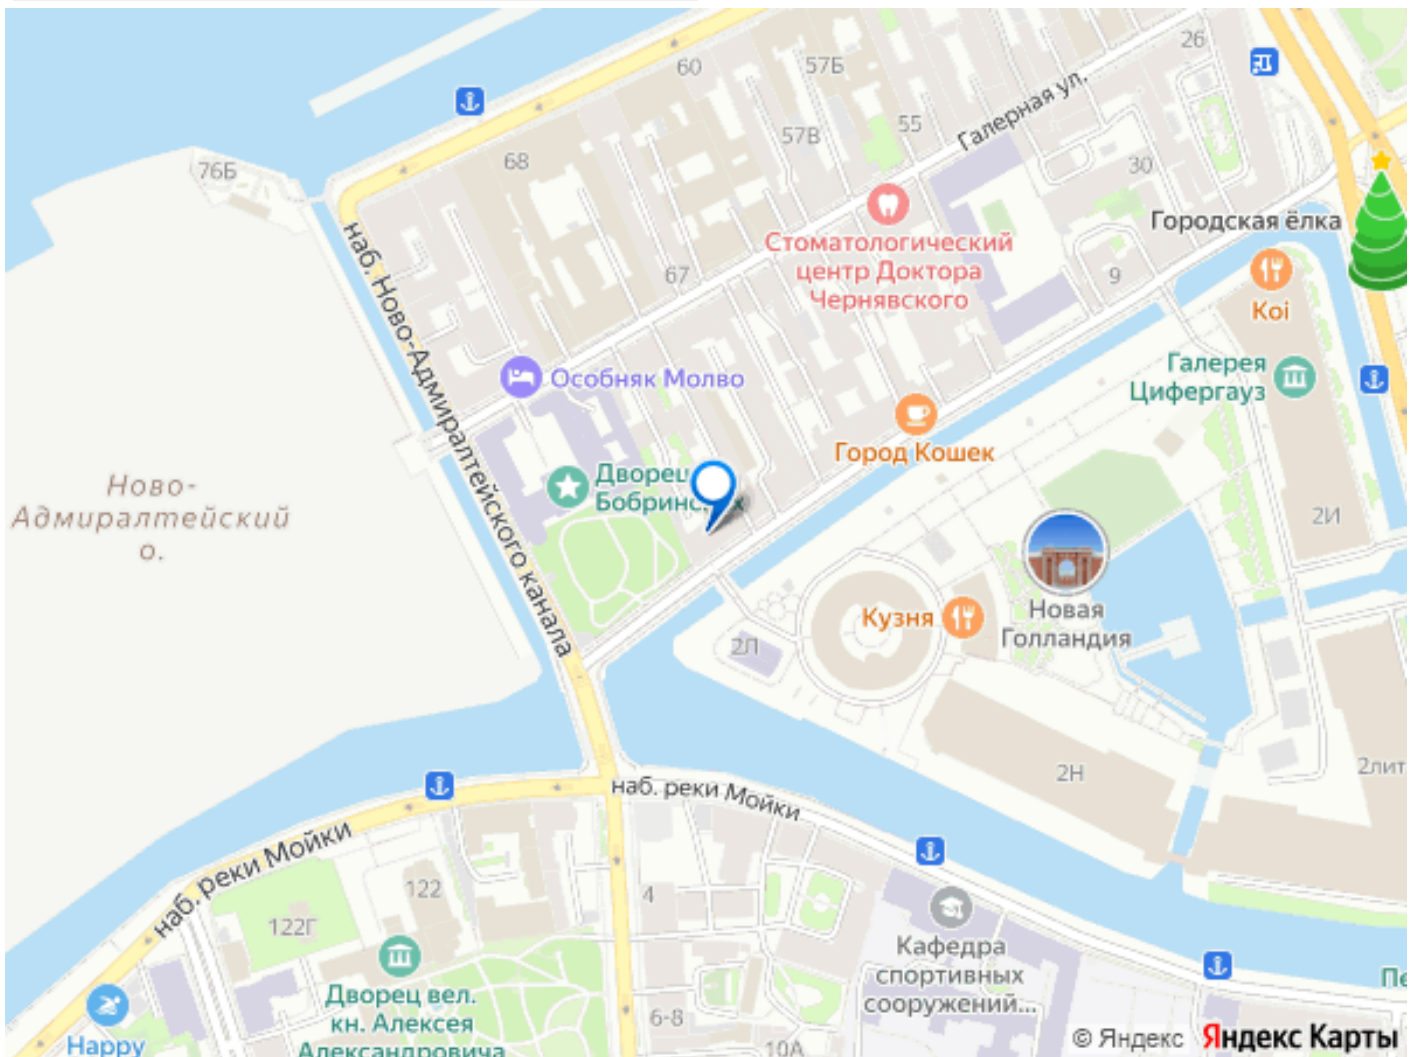 60
57Б
26
76Б
68
57В
55
Галерная ул.
30
Городская ёлка
Стоматологический
центр Доктора
Чернявского
67
9
Koi
наб. Ново-Адмиралтейского канала
Особняк Молво
Галерея
Цифергауз
Город Кошек
Дворец
Бобринских
Ново-
Адмиралтейский
о.
2И
Новая
Голландия
Кузня
2Л
2Н
2лит
наб. реки Мойки
наб. реки Мойки
122
4
122Г
Кафедра
спортивных
сооружений...
Дворец вел.
кн. Алексея
Александровича
6-8
10А
Пе
Happy
© Яндекс Яндекс Карты